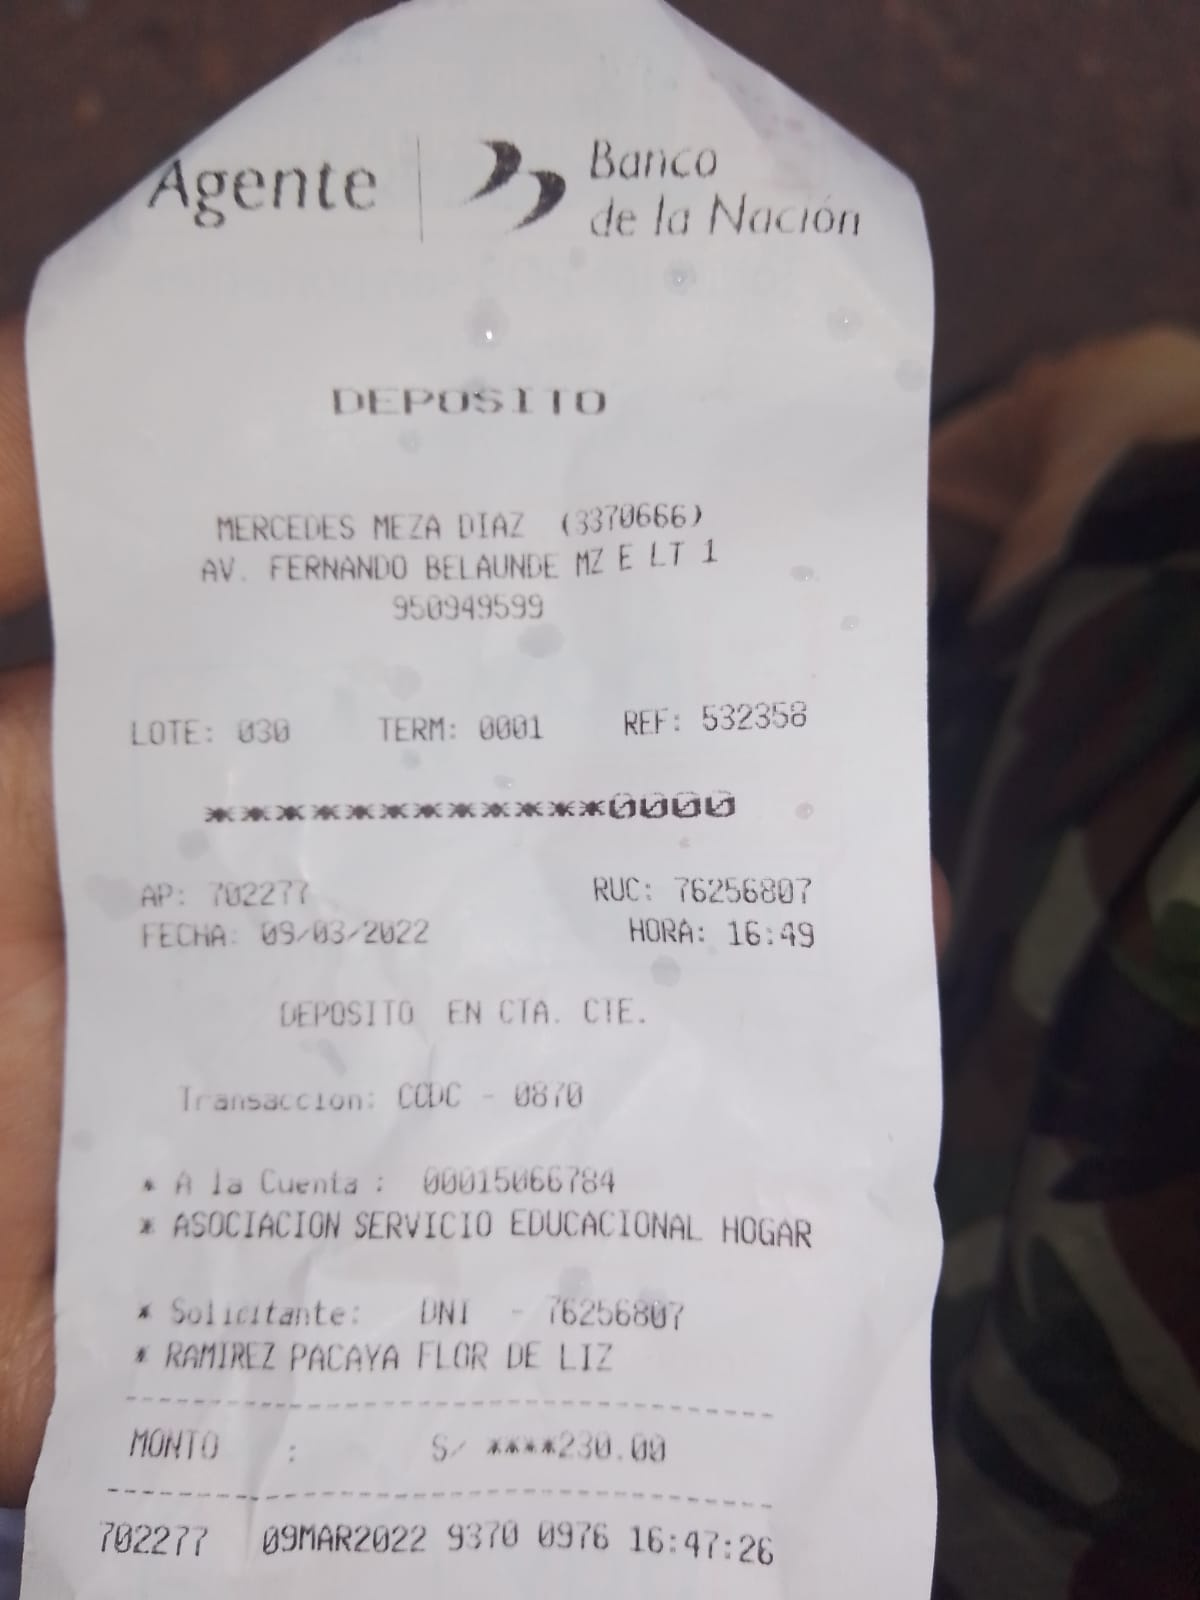 Agente | Banco
de la Nación
DEPOSITO
MERCEDES MEZA DIAZ (3370666)
AV. FERNANDO BELAUNDE MZ E LT 1
950949599
LOTE: 030 TERM: 0001 REF: 532358
************0000
AP: 702277 RUC: 76256807
FECHA: 09/03/2022 HORA: 16:49
DEPOSITO EN CTA. CTE.
Transaccion: CCDC - 0870
* A la Cuenta : 00015066784
* ASOCIACION SERVICIO EDUCACIONAL HOGAR
* Solicitante: DNI - 76256807
* RAMIREZ PACAYA FLOR DE LIZ
MONTO : S/ ****230.00
702277 09MAR2022 9370 0976 16:47:26